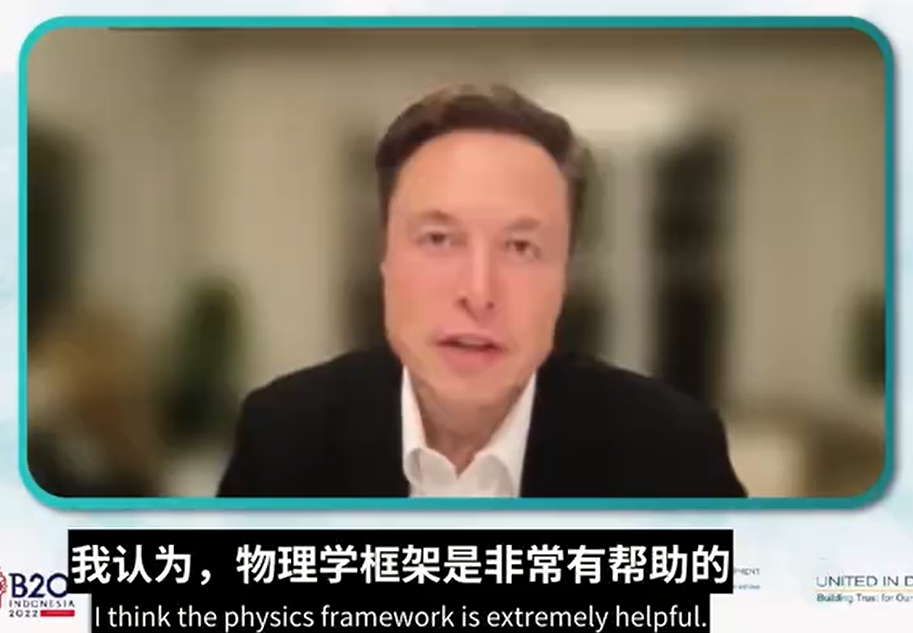 我认为，物理学框架是非常有帮助的
I think the physics framework is extremely helpful.
B20
INDONESIA
2022
UNITED IN D
Building Trust for Our